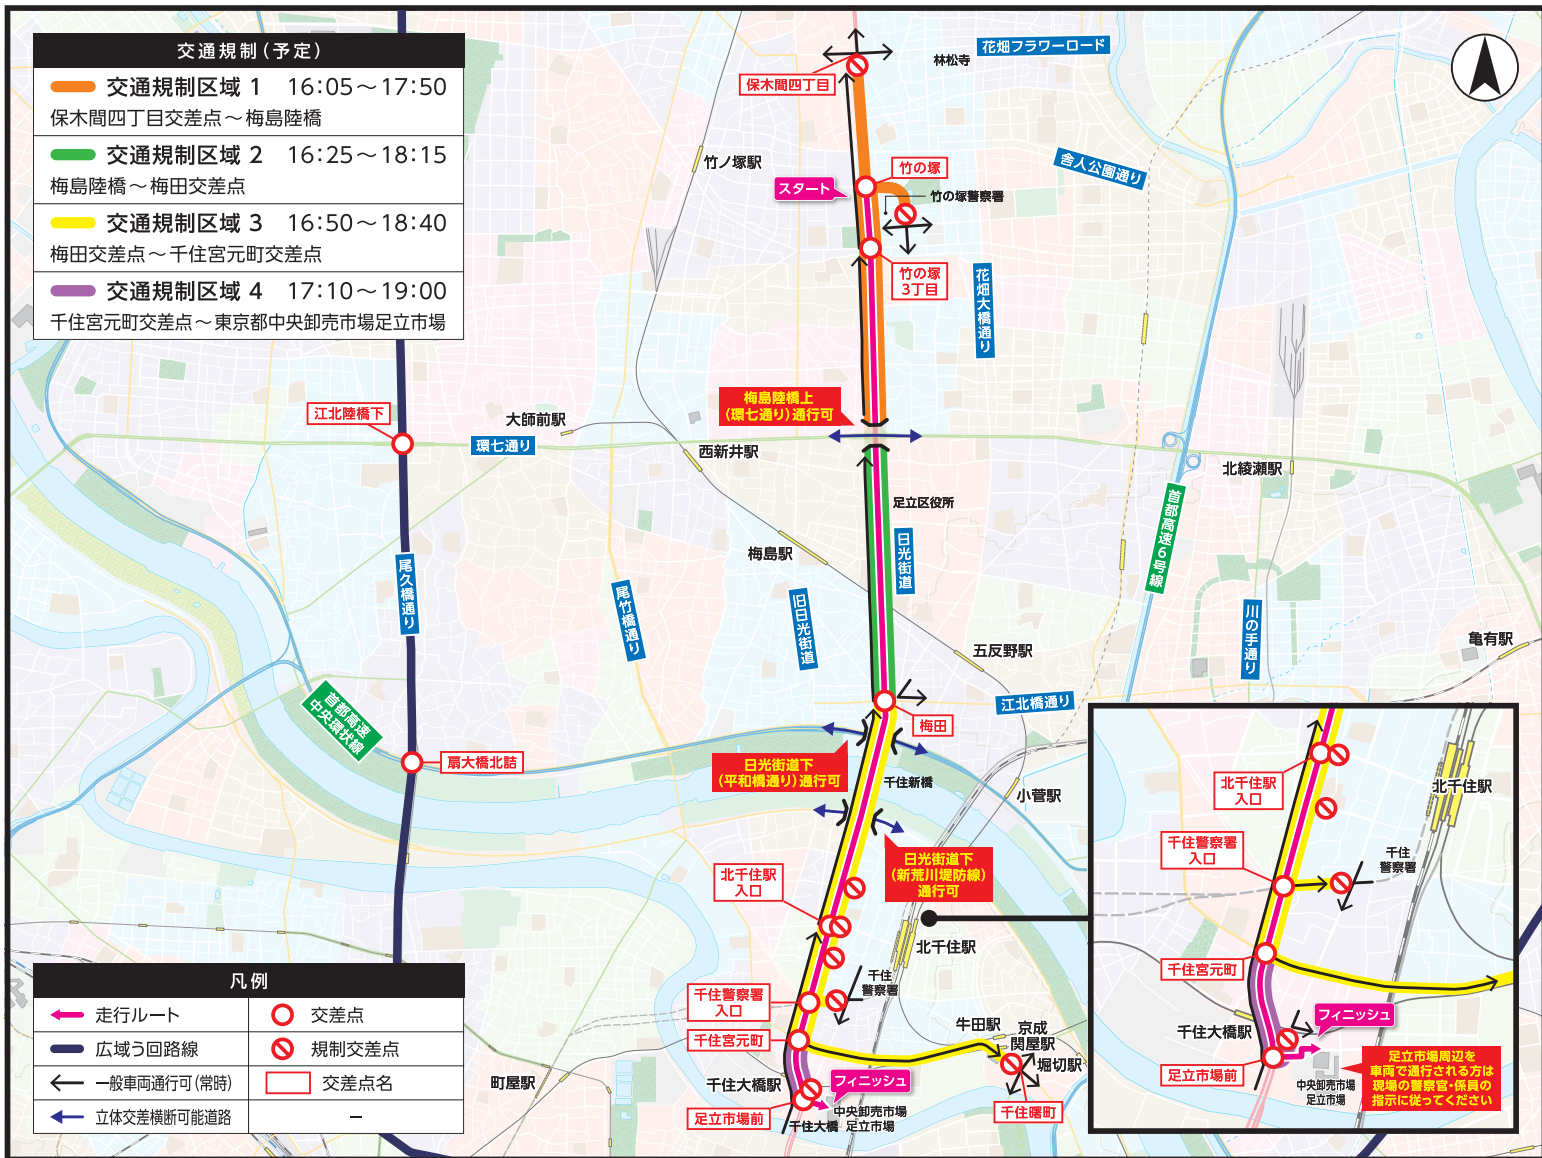 交通規制(予定)
交通規制区域 1 16:05～17:50
保木間四丁目交差点～梅島陸橋
交通規制区域 2 16:25～18:15
梅島陸橋～梅田交差点
交通規制区域 3 16:50～18:40
梅田交差点～千住宮元町交差点
交通規制区域 4 17:10～19:00
千住宮元町交差点～東京都中央卸売市場足立市場
林松寺
花畑フラワーロード
保木間四丁目
竹ノ塚駅
舎人公園通り
竹の塚
スタート
竹の塚警察署
竹の塚
3丁目
花畑大橋通り
梅島陸橋上
(環七通り)通行可
江北陸橋下
大師前駅
環七通り
西新井駅
北綾瀬駅
足立区役所
首都高速6号線
日光街道
梅島駅
尾久橋通り
尾竹橋通り
旧日光街道
川の手通り
亀有駅
五反野駅
江北橋通り
首都高速
中央環状線
梅田
扇大橋北詰
日光街道下
(平和橋通り)通行可
千住新橋
小菅駅
日光街道下
(新荒川堤防線)
通行可
北千住駅
入口
北千住駅
千住
警察署
千住警察署
入口
千住宮元町
牛田駅
京成
関屋駅
堀切駅
町屋駅
千住大橋駅
フィニッシュ
足立市場前
千住大橋
中央卸売市場
足立市場
千住曙町
北千住駅
入口
北千住駅
千住警察署
入口
千住
警察署
千住宮元町
千住大橋駅
フィニッシュ
足立市場前
中央卸売市場
足立市場
足立市場周辺を
車両で通行される方は
現場の警察官・係員の
指示に従ってください
凡例
走行ルート 交差点
広域う回路線 規制交差点
一般車両通行可(常時) 交差点名
立体交差横断可能道路 －